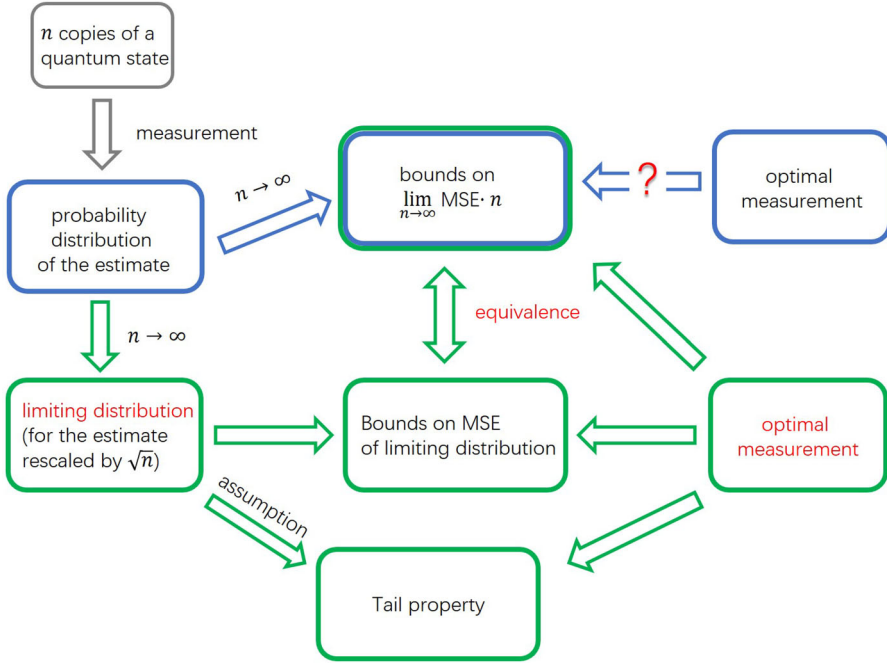 n copies of a
quantum state
measurement
probability
distribution
of the estimate
n → ∞
bounds on
lim MSE· n
n→∞
?
optimal
measurement
n → ∞
equivalence
limiting distribution
(for the estimate
rescaled by √n)
Bounds on MSE
of limiting distribution
optimal
measurement
assumption
Tail property